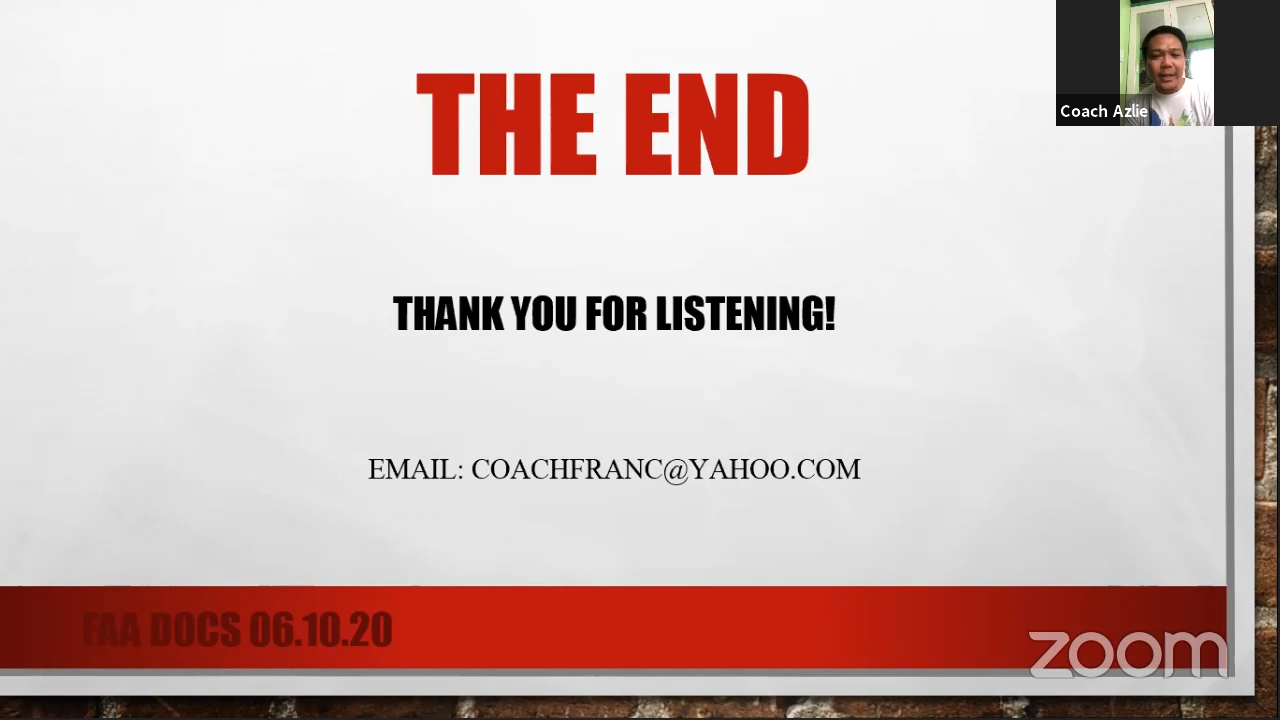 THE END
Coach Azlie
THANK YOU FOR LISTENING!
EMAIL: COACHFRANC@YAHOO.COM
FAA DOCS 06.10.20
zoom